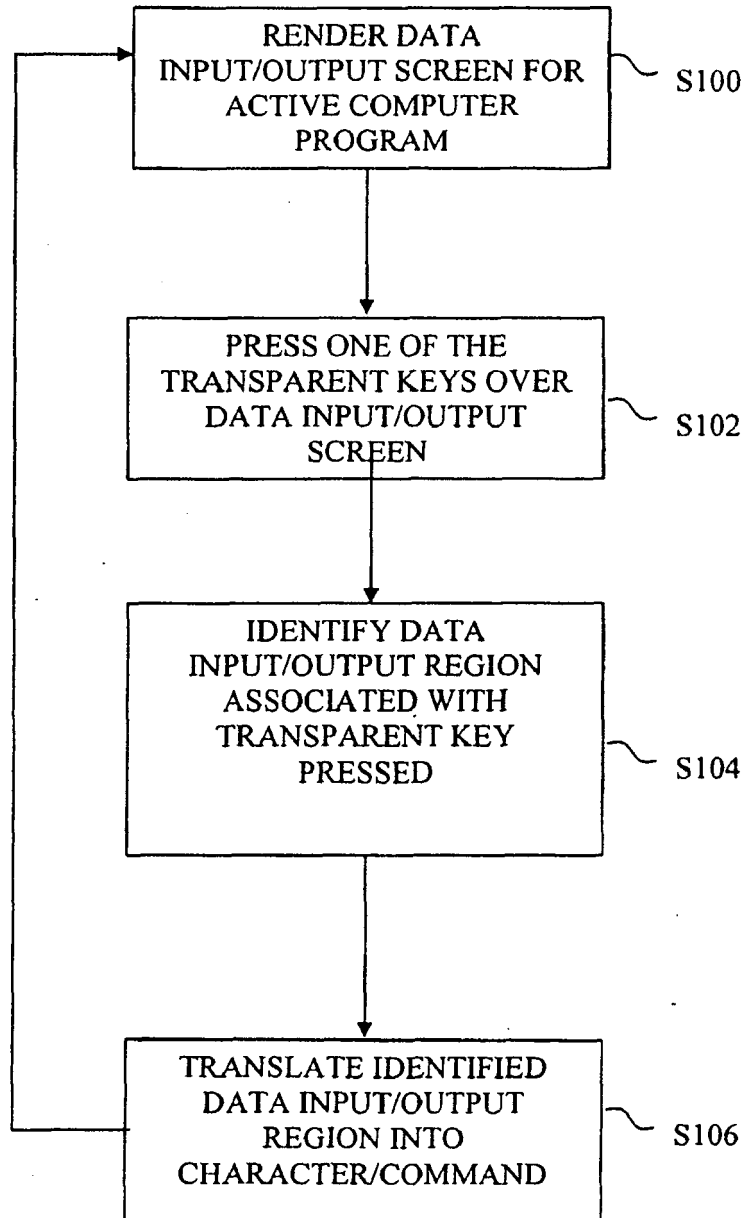 RENDER DATA
INPUT/OUTPUT SCREEN FOR
ACTIVE COMPUTER
PROGRAM
S100
PRESS ONE OF THE
TRANSPARENT KEYS OVER
DATA INPUT/OUTPUT
SCREEN
S102
IDENTIFY DATA
INPUT/OUTPUT REGION
ASSOCIATED WITH
TRANSPARENT KEY
PRESSED
S104
TRANSLATE IDENTIFIED
DATA INPUT/OUTPUT
REGION INTO
CHARACTER/COMMAND
S106